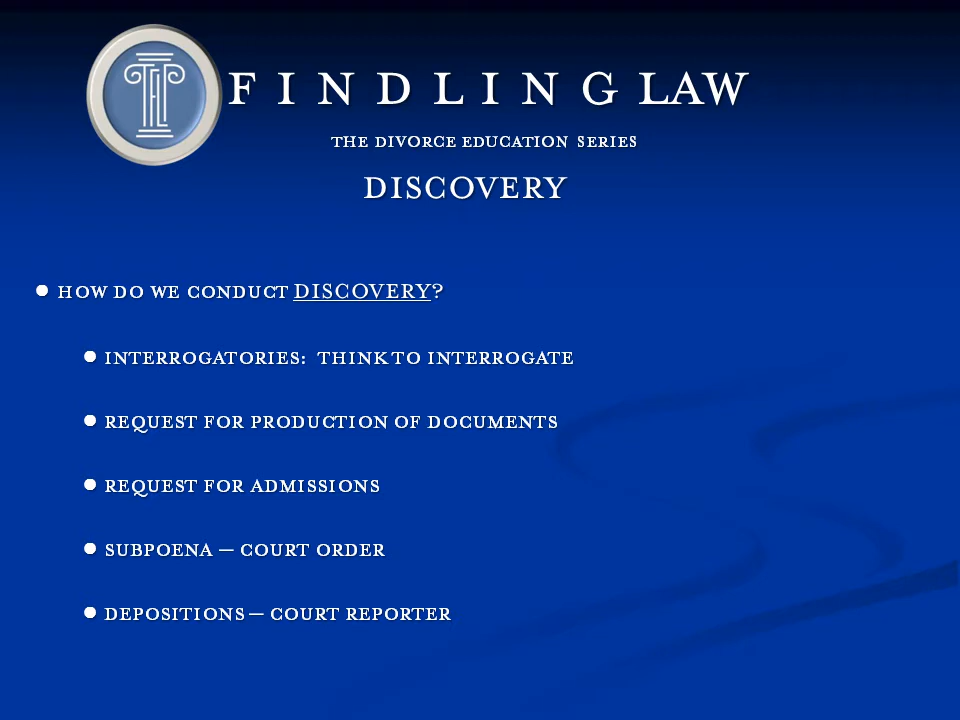 F I N D L I N G LAW
THE DIVORCE EDUCATION SERIES
DISCOVERY
• HOW DO WE CONDUCT DISCOVERY?
• INTERROGATORIES: THINK TO INTERROGATE
• REQUEST FOR PRODUCTION OF DOCUMENTS
• REQUEST FOR ADMISSIONS
• SUBPOENA – COURT ORDER
• DEPOSITIONS – COURT REPORTER